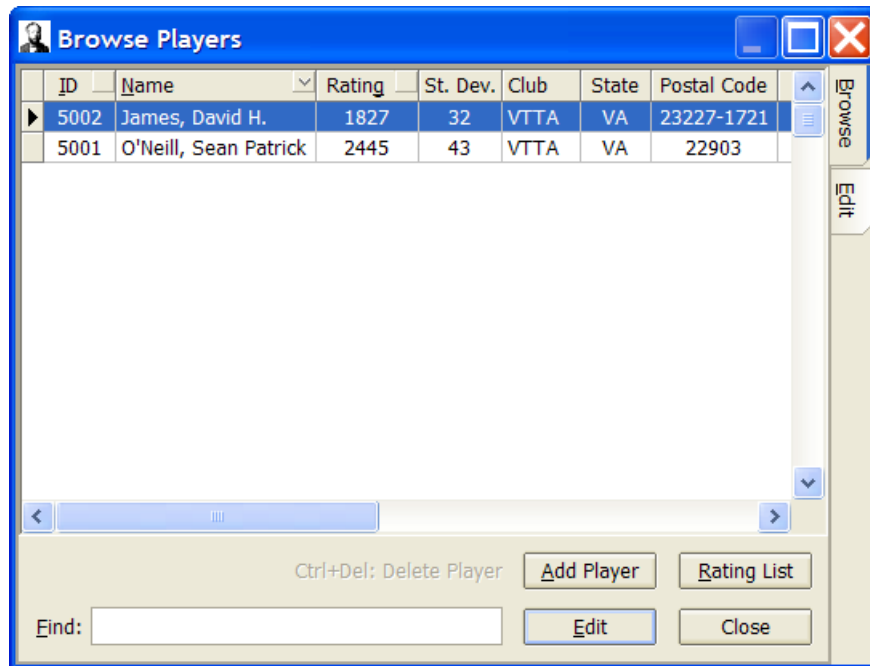 Browse Players
ID Name Rating St. Dev. Club State Postal Code
5002 James, David H. 1827 32 VTTA VA 23227-1721
5001 O'Neill, Sean Patrick 2445 43 VTTA VA 22903
Browse
Edit
Ctrl+Del: Delete Player Add Player Rating List
Find: Edit Close